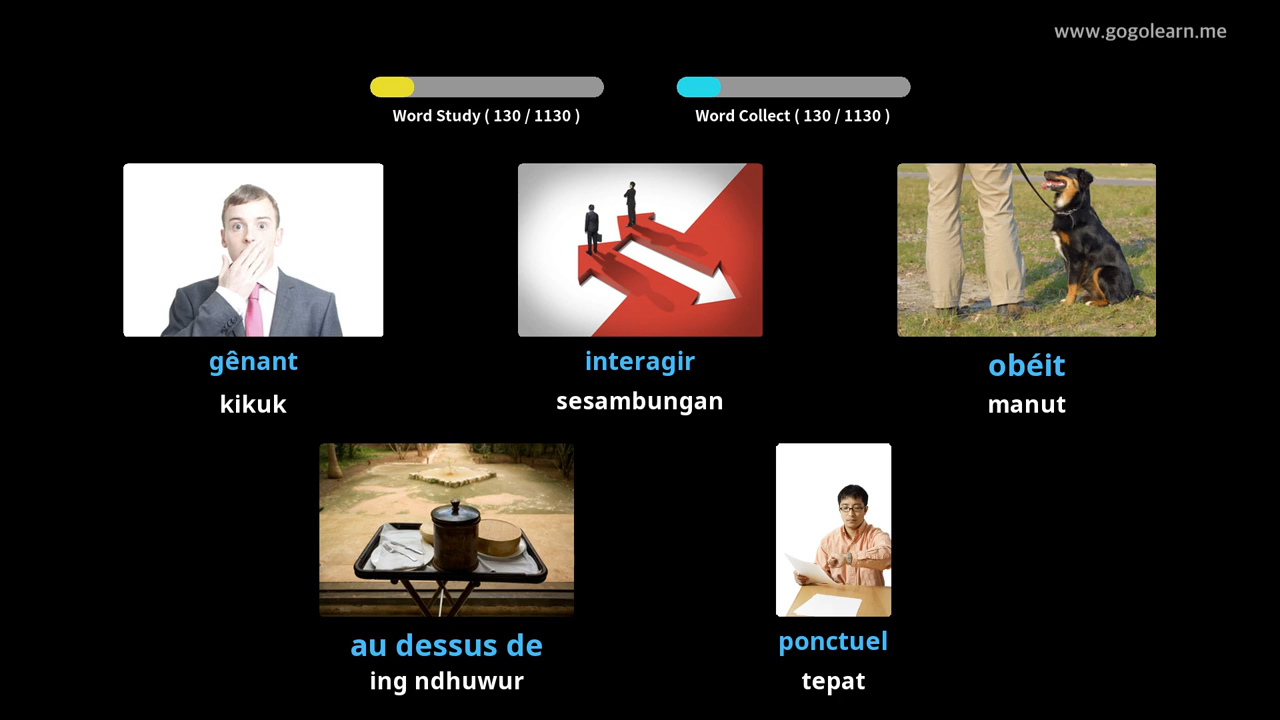 www.gogolearn.me
Word Study ( 130 / 1130 )
Word Collect ( 130 / 1130 )
gênant
kikuk
interagir
sesambungan
obéit
manut
au dessus de
ing ndhuwur
ponctuel
tepat